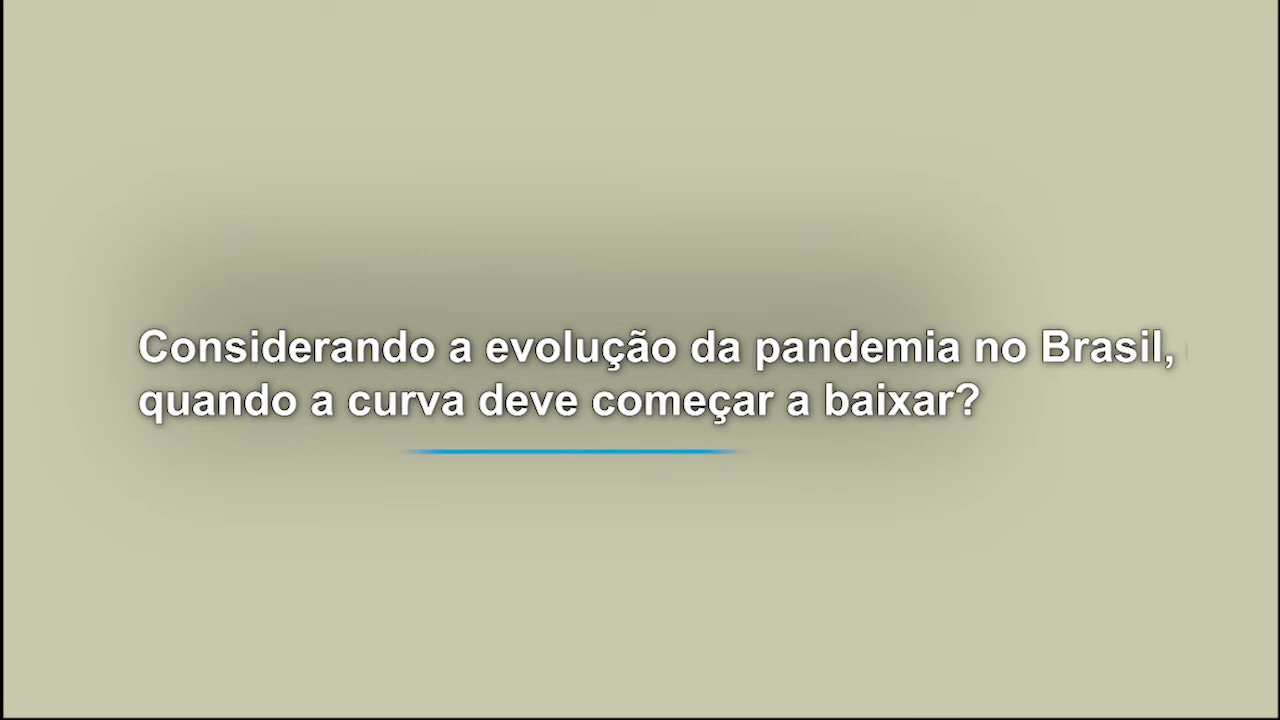 Considerando a evolução da pandemia no Brasil,
quando a curva deve começar a baixar?